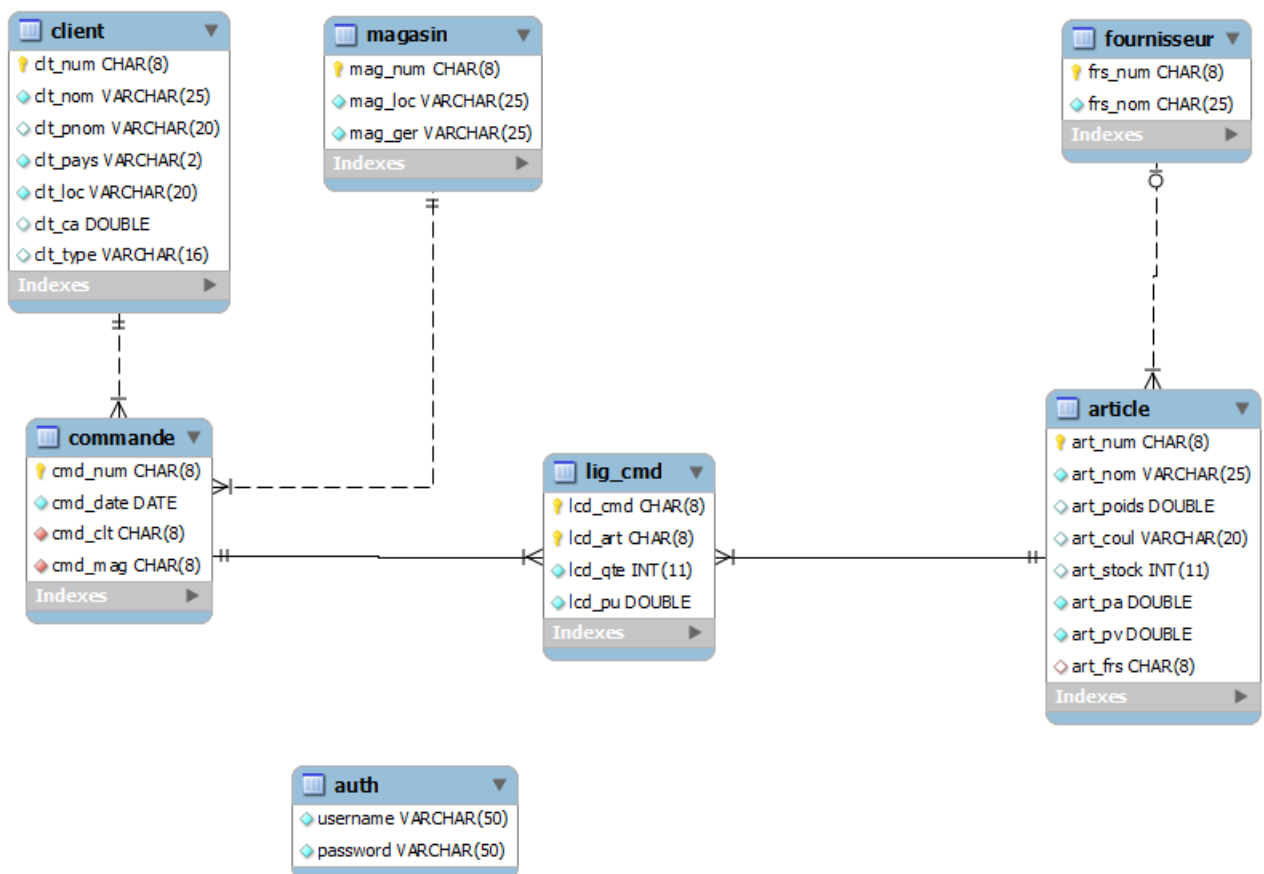 client
clt_num CHAR(8)
clt_nom VARCHAR(25)
clt_pnom VARCHAR(20)
clt_pays VARCHAR(2)
clt_loc VARCHAR(20)
clt_ca DOUBLE
clt_type VARCHAR(16)
Indexes
magasin
mag_num CHAR(8)
mag_loc VARCHAR(25)
mag_ger VARCHAR(25)
Indexes
fournisseur
frs_num CHAR(8)
frs_nom CHAR(25)
Indexes
commande
cmd_num CHAR(8)
cmd_date DATE
cmd_clt CHAR(8)
cmd_mag CHAR(8)
Indexes
lig_cmd
lcd_cmd CHAR(8)
lcd_art CHAR(8)
lcd_qte INT(11)
lcd_pu DOUBLE
Indexes
article
art_num CHAR(8)
art_nom VARCHAR(25)
art_poids DOUBLE
art_coul VARCHAR(20)
art_stock INT(11)
art_pa DOUBLE
art_pv DOUBLE
art_frs CHAR(8)
Indexes
auth
username VARCHAR(50)
password VARCHAR(50)